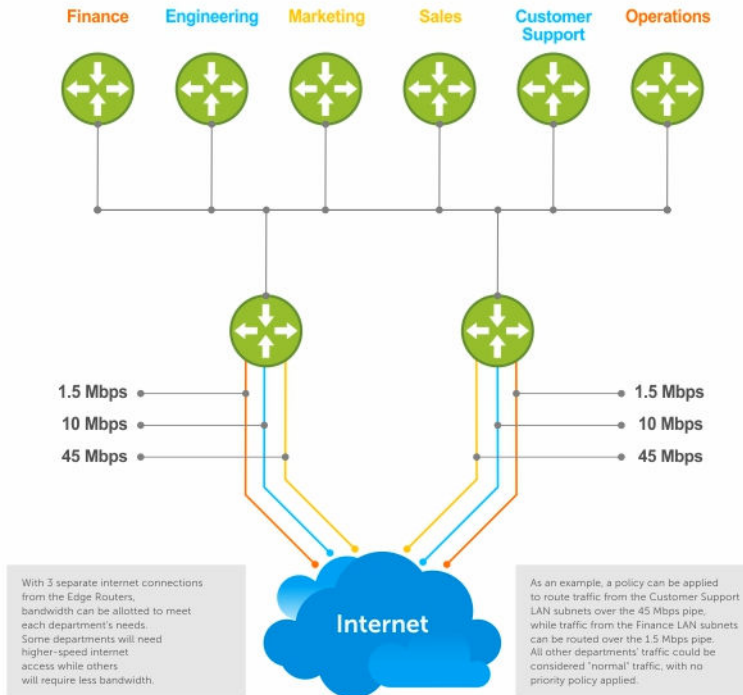 Finance
Engineering
Marketing
Sales
Customer
Support
Operations
1.5 Mbps
10 Mbps
45 Mbps
1.5 Mbps
10 Mbps
45 Mbps
With 3 separate internet connections
from the Edge Routers,
bandwidth can be allotted to meet
each department's needs.
Some departments will need
higher-speed internet
access while others
will require less bandwidth.
Internet
As an example, a policy can be applied
to route traffic from the Customer Support
LAN subnets over the 45 Mbps pipe,
while traffic from the Finance LAN subnets
can be routed over the 1.5 Mbps pipe.
All other departments' traffic could be
considered "normal" traffic, with no
priority policy applied.